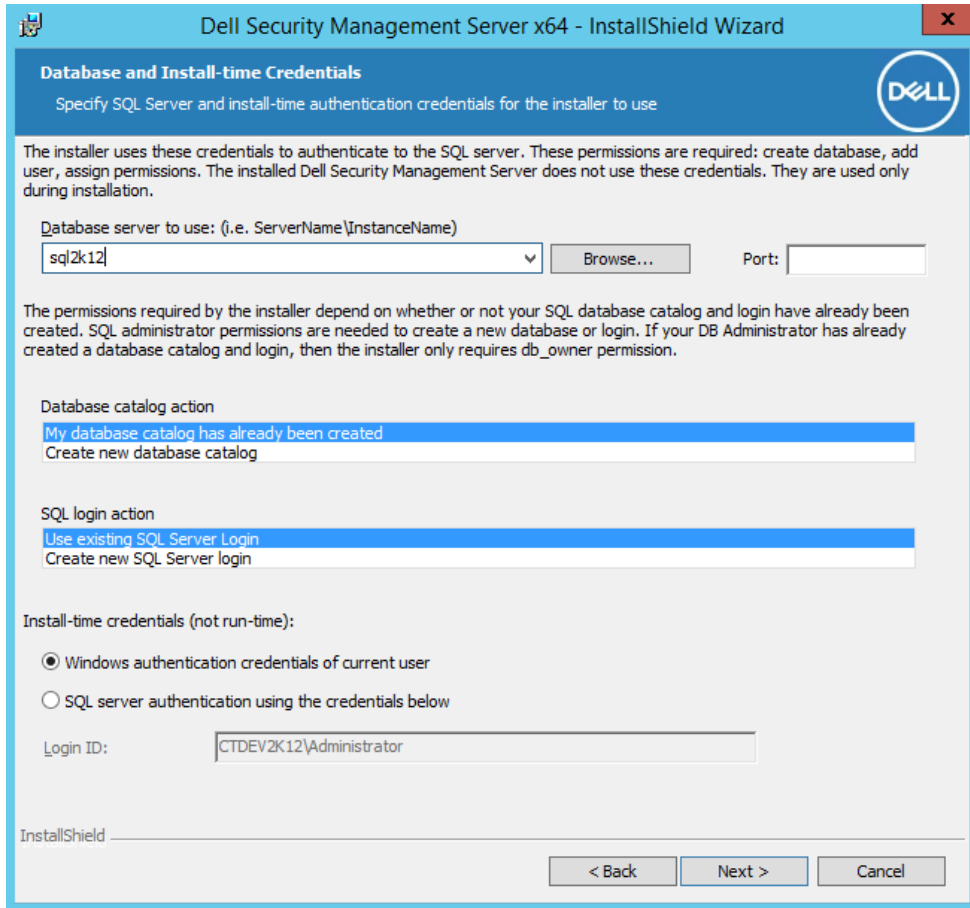 Dell Security Management Server x64 - InstallShield Wizard
x
Database and Install-time Credentials
Specify SQL Server and install-time authentication credentials for the installer to use
DELL
The installer uses these credentials to authenticate to the SQL server. These permissions are required: create database, add
user, assign permissions. The installed Dell Security Management Server does not use these credentials. They are used only
during installation.
Database server to use: (i.e. ServerName\InstanceName)
sql2k12
Browse...
Port:
The permissions required by the installer depend on whether or not your SQL database catalog and login have already been
created. SQL administrator permissions are needed to create a new database or login. If your DB Administrator has already
created a database catalog and login, then the installer only requires db_owner permission.
Database catalog action
My database catalog has already been created
Create new database catalog
SQL login action
Use existing SQL Server Login
Create new SQL Server login
Install-time credentials (not run-time):
Windows authentication credentials of current user
SQL server authentication using the credentials below
Login ID:
CTDEV2K12\Administrator
InstallShield
< Back
Next >
Cancel